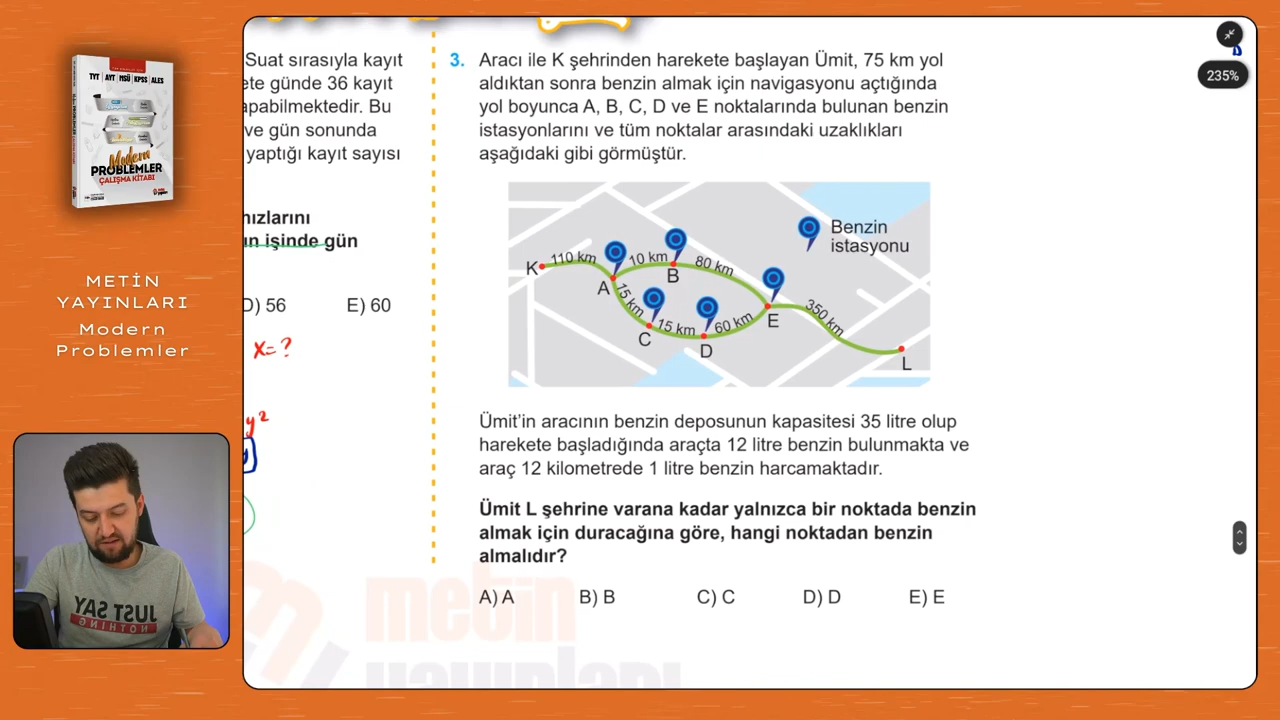 TYT | AYT | MSÜ | KPSS | ALES
Modern
PROBLEMLER
ÇALIŞMA KİTABI
METİN
YAYINLARI
Modern
Problemler
JUST SAY
NOTHING
Suat sırasıyla kayıt
ete günde 36 kayıt
apabilmektedir. Bu
ve gün sonunda
yaptığı kayıt sayısı
hızlarını
ın işinde gün
D) 56 E) 60
x=?
y²
3. Aracı ile K şehrinden harekete başlayan Ümit, 75 km yol
aldıktan sonra benzin almak için navigasyonu açtığında
yol boyunca A, B, C, D ve E noktalarında bulunan benzin
istasyonlarını ve tüm noktalar arasındaki uzaklıkları
aşağıdaki gibi görmüştür.
Benzin
istasyonu
K 110 km A 10 km B 80 km
15 km C 15 km D 60 km E 350 km L
Ümit'in aracının benzin deposunun kapasitesi 35 litre olup
harekete başladığında araçta 12 litre benzin bulunmakta ve
araç 12 kilometrede 1 litre benzin harcamaktadır.
Ümit L şehrine varana kadar yalnızca bir noktada benzin
almak için duracağına göre, hangi noktadan benzin
almalıdır?
A) A B) B C) C D) D E) E
metin
yayınları
235%